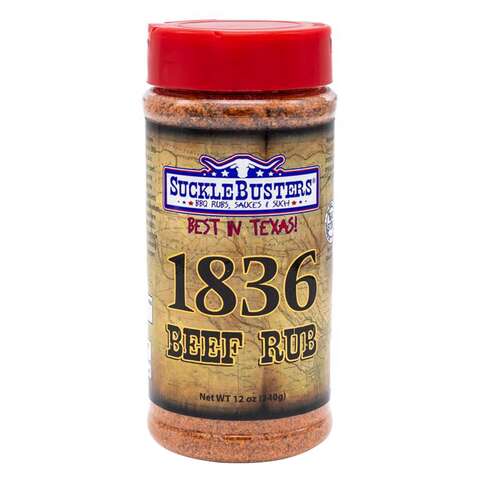 SUCKLEBUSTERS®
BBQ RUBS, SAUCES & SUCH
BEST IN TEXAS!
1836
BEEF RUB
Net WT 12 oz (340g)